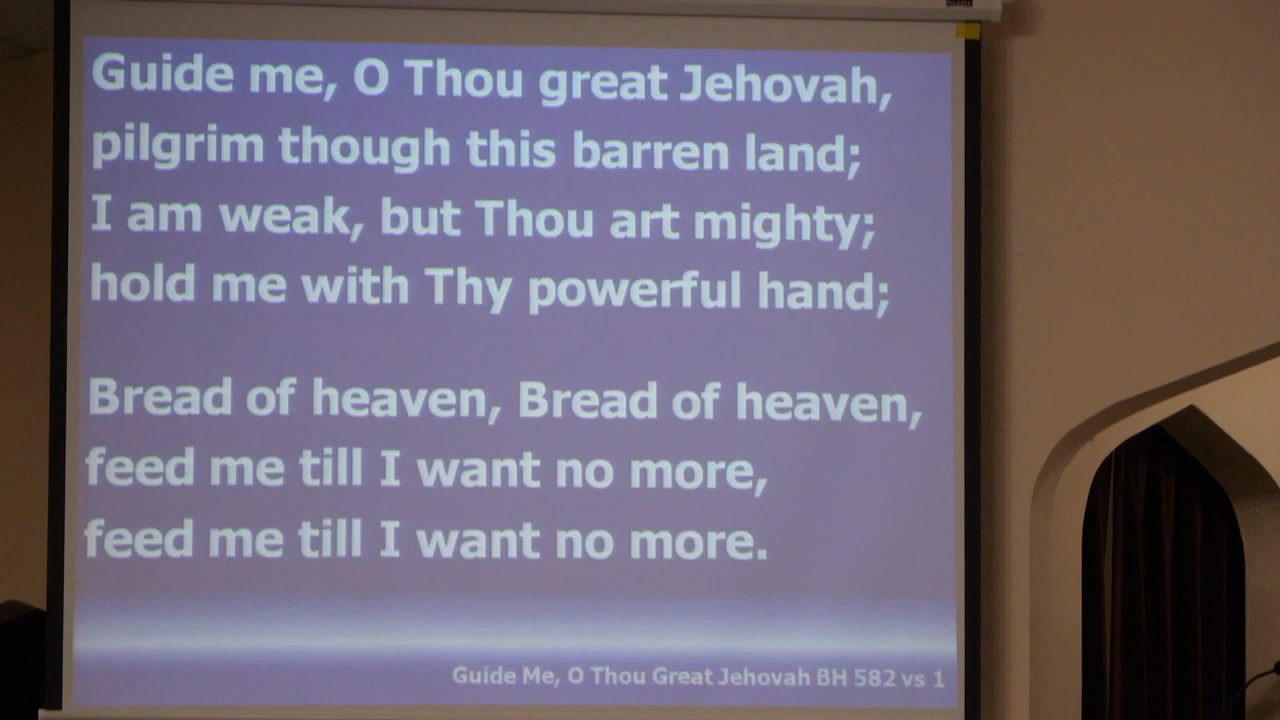 Guide me, O Thou great Jehovah,
pilgrim though this barren land;
I am weak, but Thou art mighty;
hold me with Thy powerful hand;
Bread of heaven, Bread of heaven,
feed me till I want no more,
feed me till I want no more.
Guide Me, O Thou Great Jehovah BH 582 vs 1